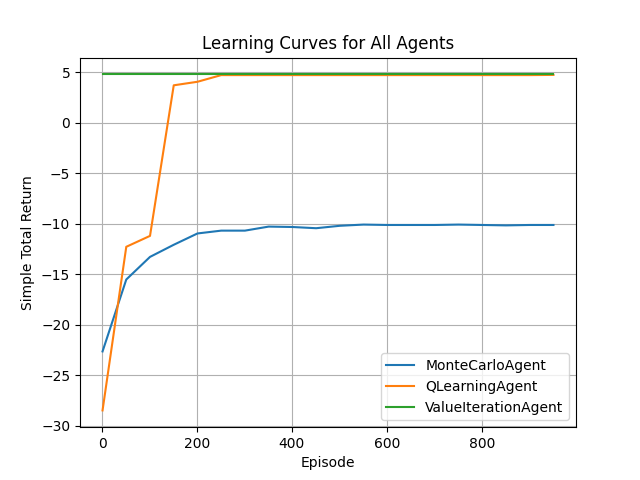 Learning Curves for All Agents
Simple Total Return
5
0
−5
−10
−15
−20
−25
−30
0
200
400
600
800
Episode
MonteCarloAgent
QLearningAgent
ValueIterationAgent